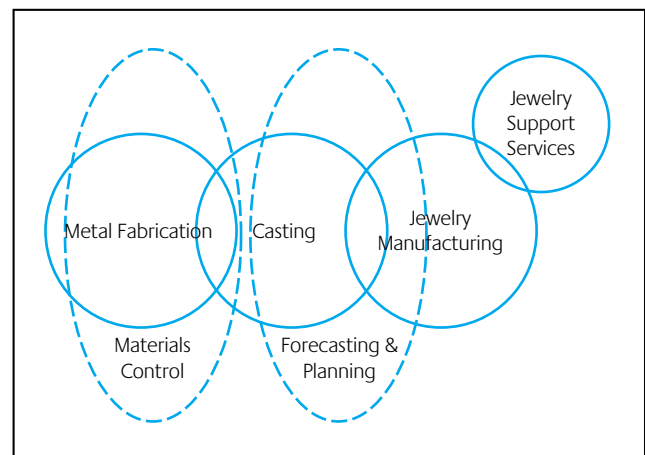 Jewelry
Support
Services
Metal Fabrication
Casting
Jewelry
Manufacturing
Materials
Control
Forecasting &
Planning